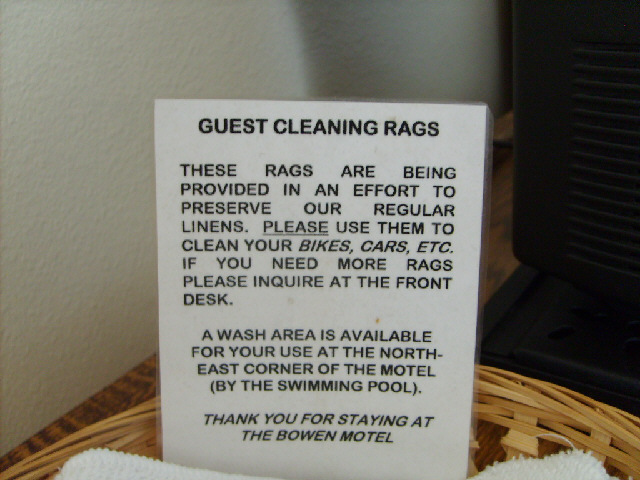 GUEST CLEANING RAGS
THESE RAGS ARE BEING
PROVIDED IN AN EFFORT TO
PRESERVE OUR REGULAR
LINENS. PLEASE USE THEM TO
CLEAN YOUR BIKES, CARS, ETC.
IF YOU NEED MORE RAGS
PLEASE INQUIRE AT THE FRONT
DESK.
A WASH AREA IS AVAILABLE
FOR YOUR USE AT THE NORTH-
EAST CORNER OF THE MOTEL
(BY THE SWIMMING POOL).
THANK YOU FOR STAYING AT
THE BOWEN MOTEL